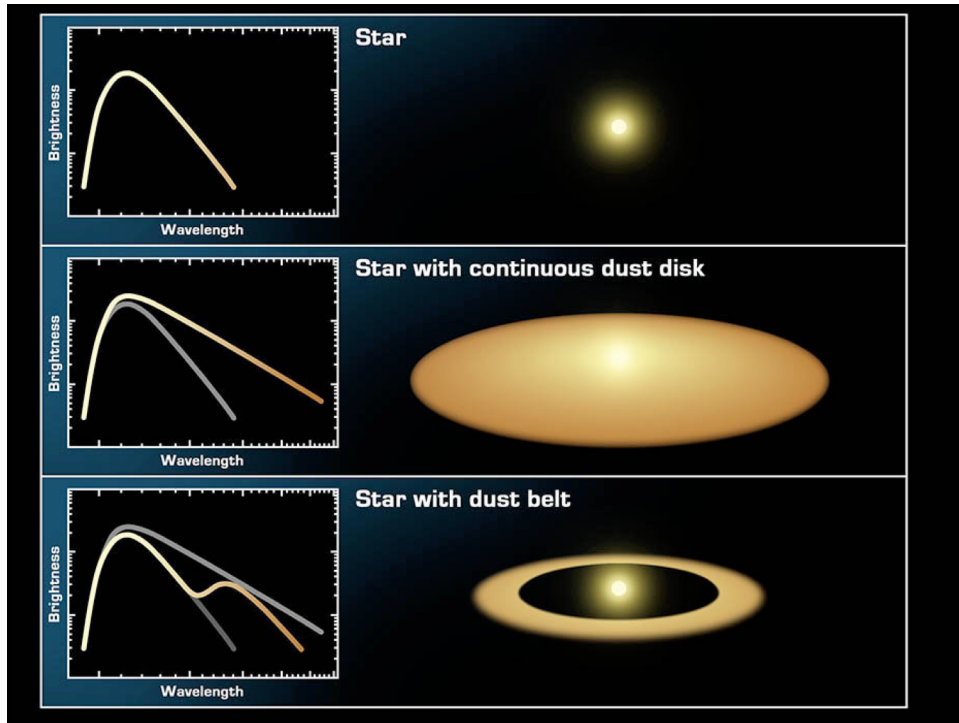 Star
Brightness
Wavelength
Star with continuous dust disk
Brightness
Wavelength
Star with dust belt
Brightness
Wavelength